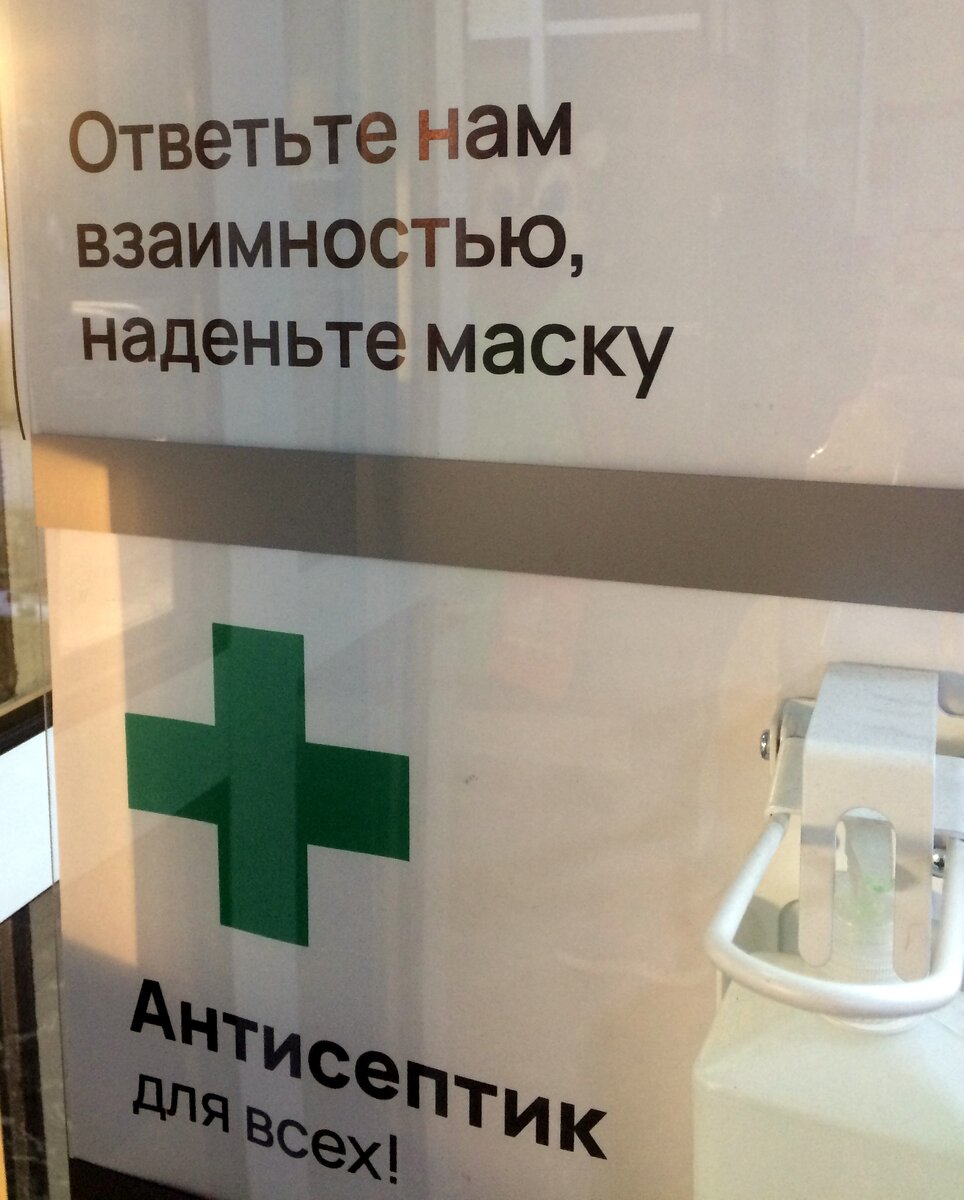 Ответьте нам
взаимностью,
наденьте маску
Антисептик
для всех!